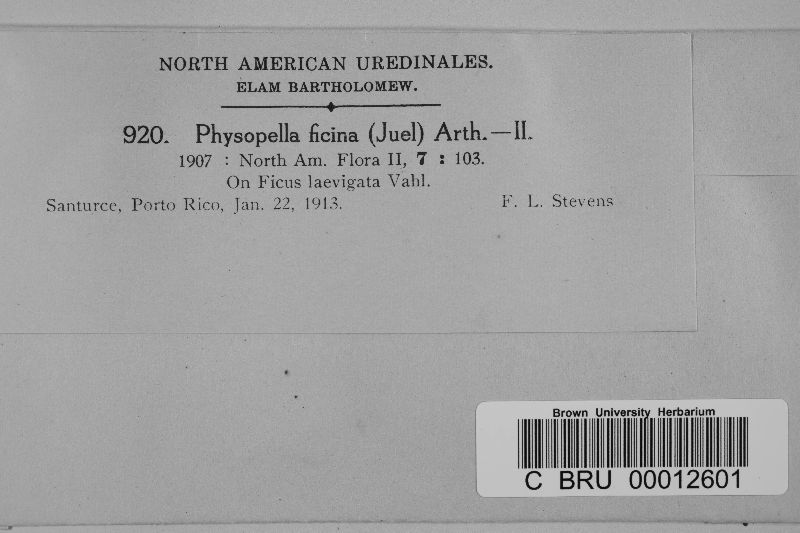 NORTH AMERICAN UREDINALES.
ELAM BARTHOLOMEW.
920. Physopella ficina (Juel) Arth.—II.
1907 : North Am. Flora II, 7 : 103.
On Ficus laevigata Vahl.
Santurce, Porto Rico, Jan. 22, 1913. F. L. Stevens
Brown University Herbarium
C BRU 00012601